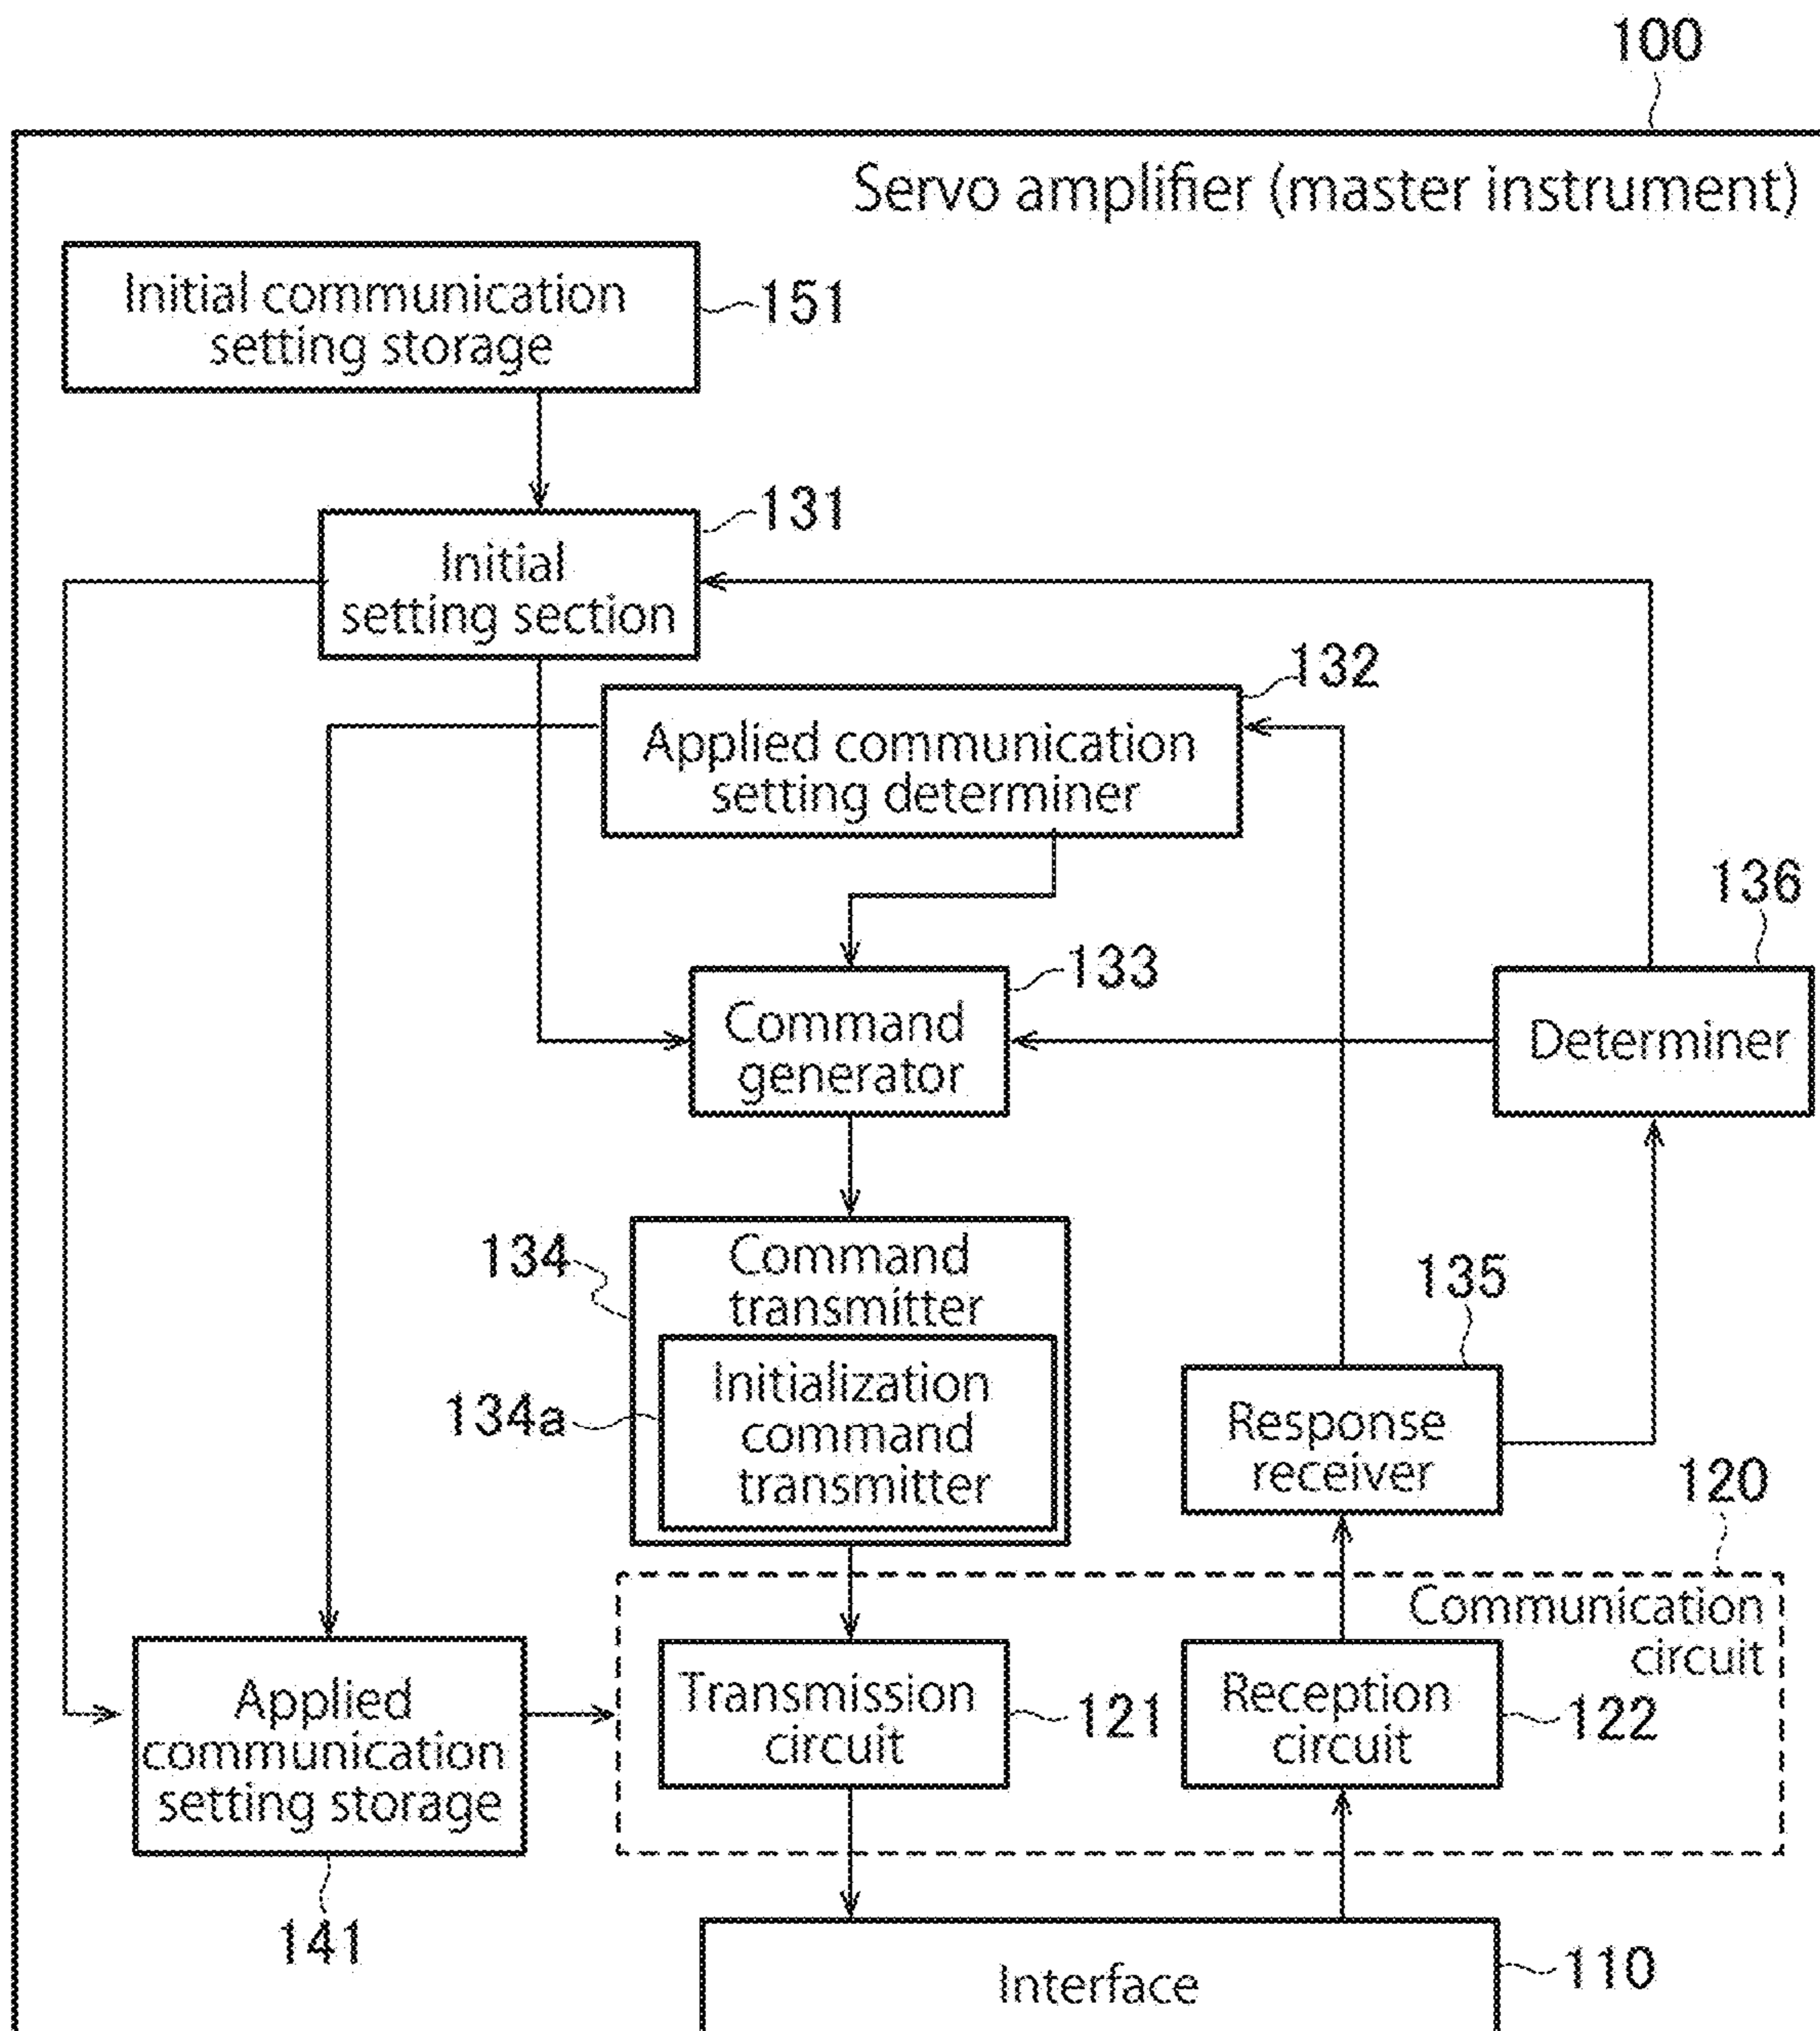 100
Servo amplifier (master instrument)
Initial communication
setting storage
151
131
Initial
setting section
132
Applied communication
setting determiner
136
133
Command
generator
Determiner
134
Command
transmitter
135
134a
Initialization
command
transmitter
Response
receiver
120
Communication
circuit
Applied
communication
setting storage
Transmission
circuit
121
Reception
circuit
122
141
Interface
110